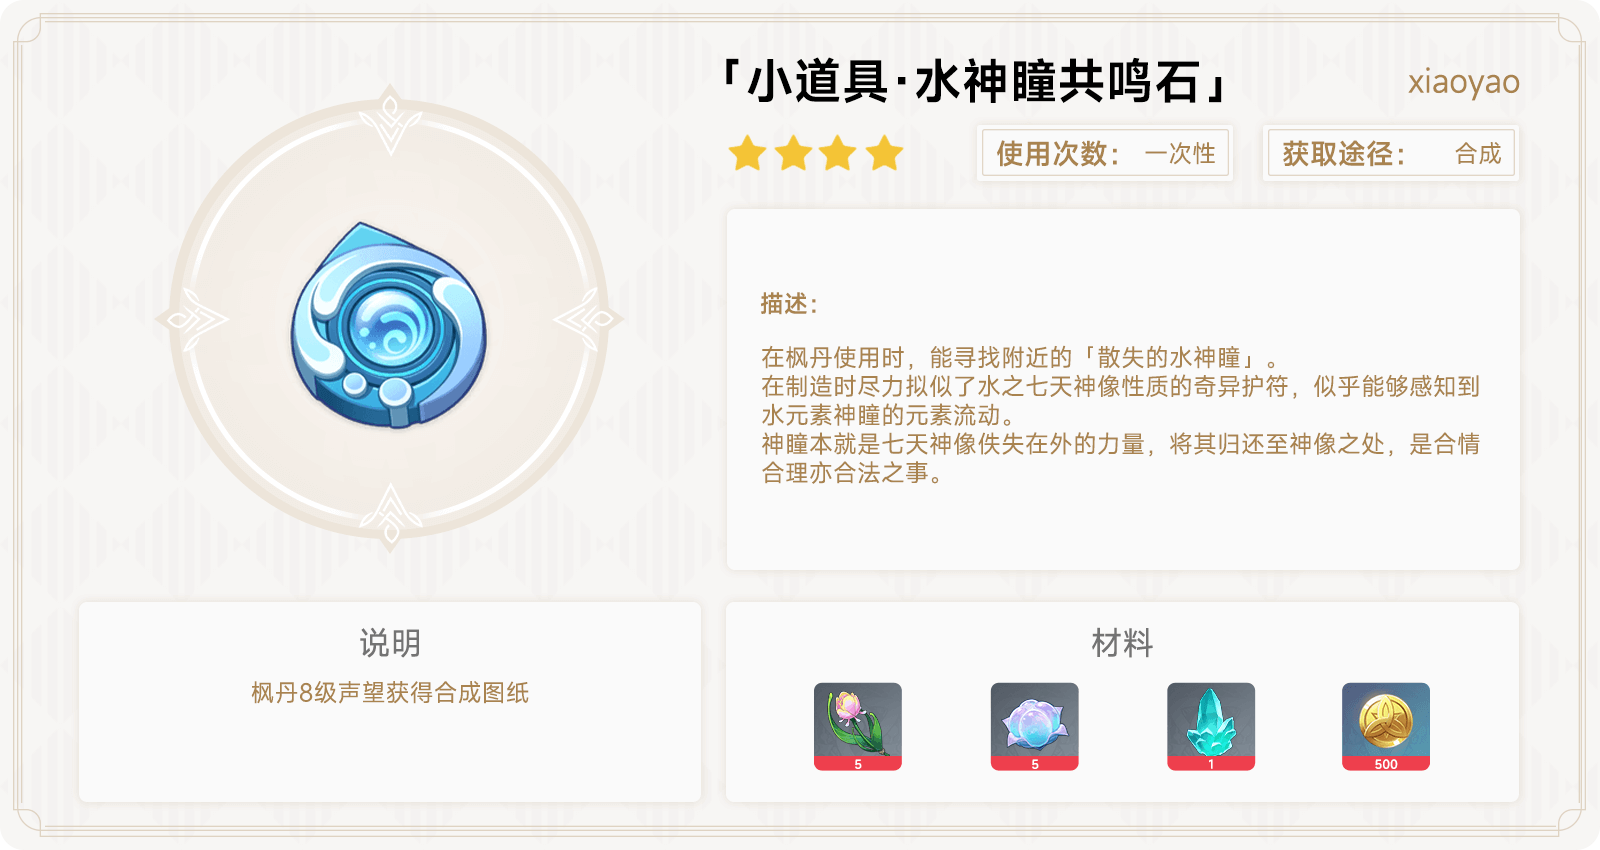 「小道具·水神瞳共鸣石」
xiaoyao
使用次数： 一次性
获取途径： 合成
描述：
在枫丹使用时，能寻找附近的「散失的水神瞳」。
在制造时尽力拟似了水之七天神像性质的奇异护符，似乎能够感知到
水元素神瞳的元素流动。
神瞳本就是七天神像佚失在外的力量，将其归还至神像之处，是合情
合理亦合法之事。
说明
枫丹8级声望获得合成图纸
材料
5
5
1
500